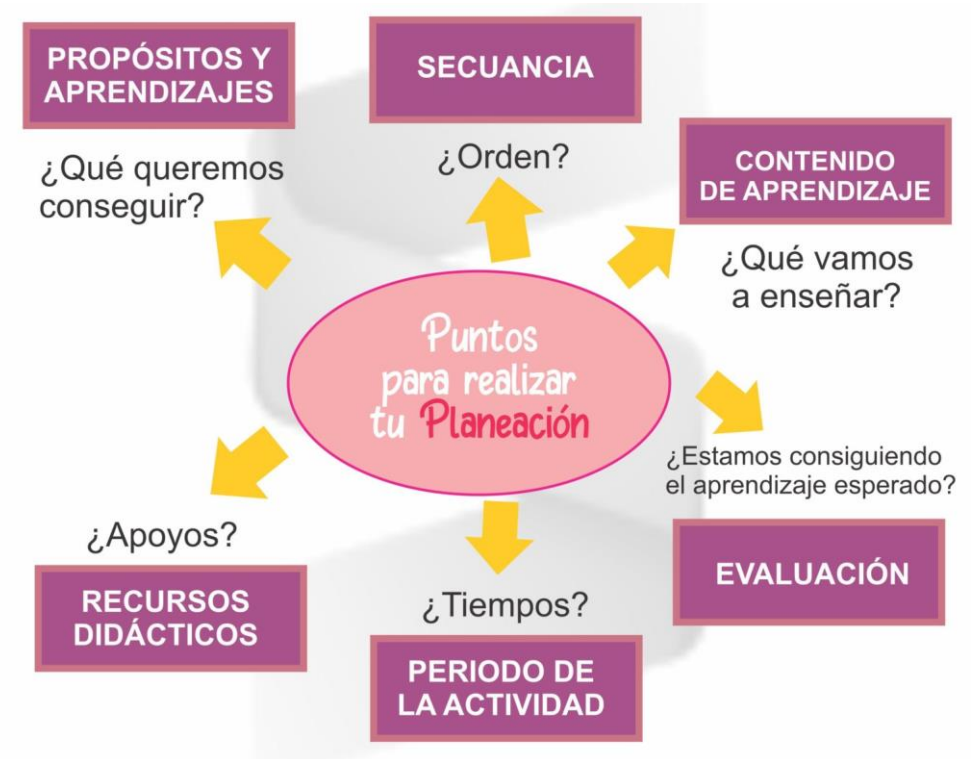 PROPÓSITOS Y
APRENDIZAJES
¿Qué queremos
conseguir?
SECUANCIA
¿Orden?
CONTENIDO
DE APRENDIZAJE
¿Qué vamos
a enseñar?
Puntos
para realizar
tu Planeación
¿Estamos consiguiendo
el aprendizaje esperado?
EVALUACIÓN
¿Apoyos?
RECURSOS
DIDÁCTICOS
¿Tiempos?
PERIODO DE
LA ACTIVIDAD